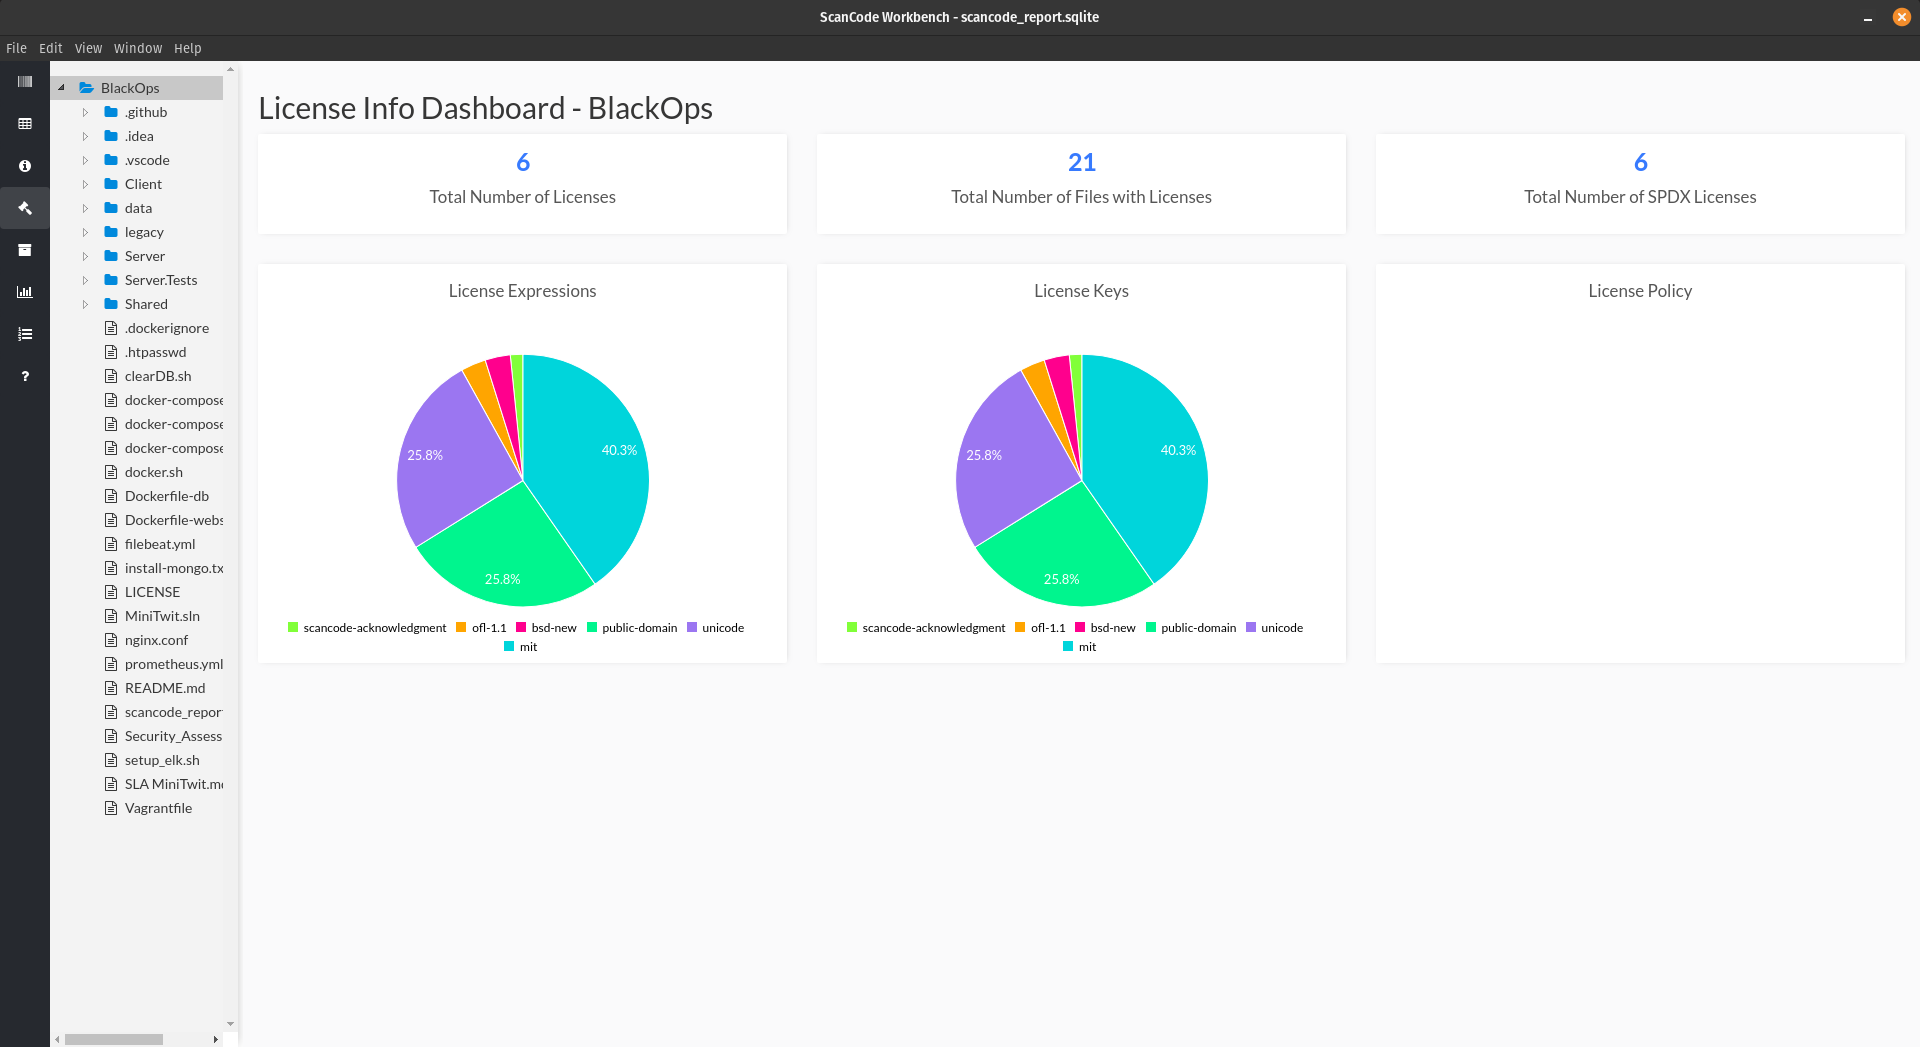 ScanCode Workbench - scancode_report.sqlite
File Edit View Window Help
BlackOps
.github
.idea
.vscode
Client
data
legacy
Server
Server.Tests
Shared
.dockerignore
.htpasswd
clearDB.sh
docker-compose
docker-compose
docker-compose
docker.sh
Dockerfile-db
Dockerfile-webs
filebeat.yml
install-mongo.tx
LICENSE
MiniTwit.sln
nginx.conf
prometheus.yml
README.md
scancode_repor
Security_Assess
setup_elk.sh
SLA MiniTwit.m
Vagrantfile
License Info Dashboard - BlackOps
6
Total Number of Licenses
21
Total Number of Files with Licenses
6
Total Number of SPDX Licenses
License Expressions
40.3%
25.8%
25.8%
scancode-acknowledgment ofl-1.1 bsd-new public-domain unicode
mit
License Keys
40.3%
25.8%
25.8%
scancode-acknowledgment ofl-1.1 bsd-new public-domain unicode
mit
License Policy